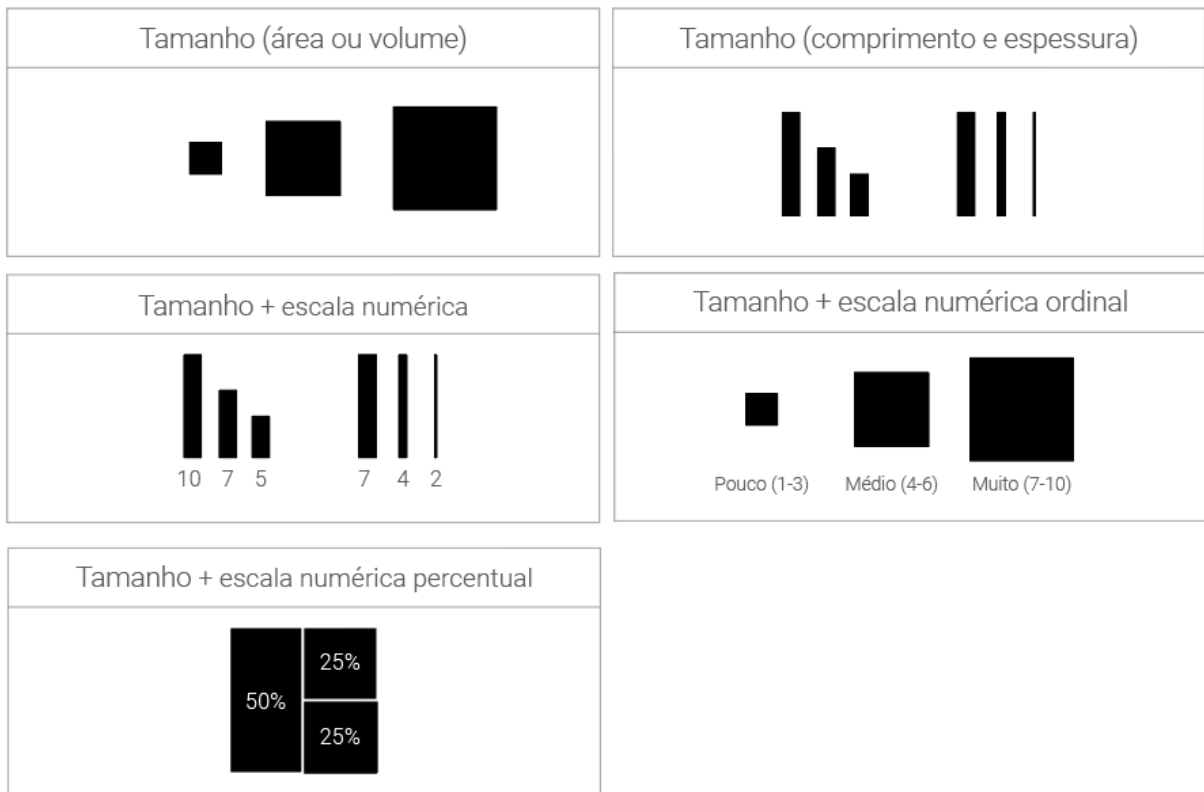 Tamanho (área ou volume)
Tamanho (comprimento e espessura)
Tamanho + escala numérica
10 7 5 7 4 2
Tamanho + escala numérica ordinal
Pouco (1-3) Médio (4-6) Muito (7-10)
Tamanho + escala numérica percentual
50%
25%
25%